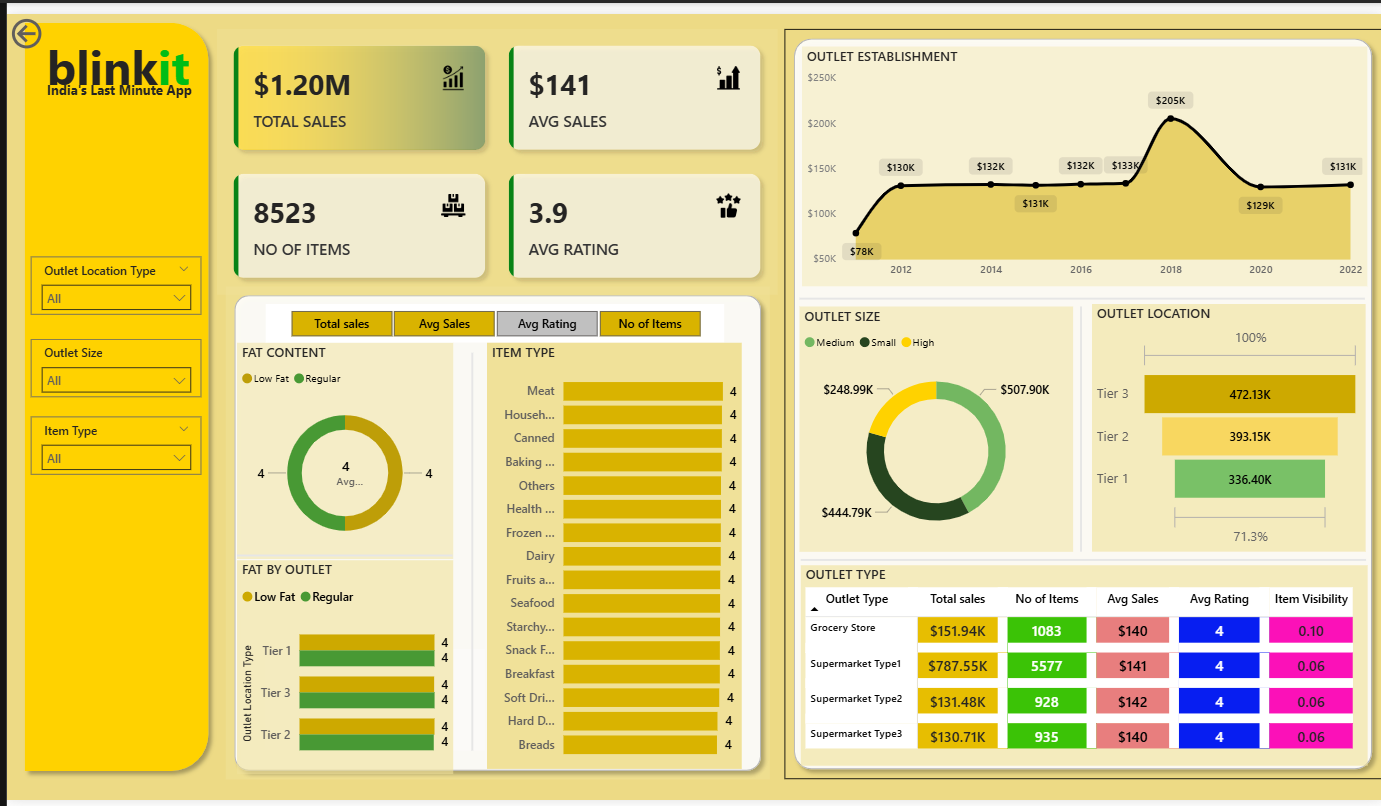 blinkit
India's Last Minute App
Outlet Location Type
All
Outlet Size
All
Item Type
All
$1.20M
TOTAL SALES
$141
AVG SALES
8523
NO OF ITEMS
3.9
AVG RATING
Total sales
Avg Sales
Avg Rating
No of Items
FAT CONTENT
Low Fat Regular
4
4
Avg...
4
FAT BY OUTLET
Low Fat Regular
Outlet Location Type
Tier 1 4
4
Tier 3 4
4
Tier 2 4
4
ITEM TYPE
Meat 4
Househ... 4
Canned 4
Baking ... 4
Others 4
Health ... 4
Frozen ... 4
Dairy 4
Fruits a... 4
Seafood 4
Starchy... 4
Snack F... 4
Breakfast 4
Soft Dri... 4
Hard D... 4
Breads 4
OUTLET ESTABLISHMENT
$250K
$200K
$150K
$100K
$50K
$78K
$130K
$132K
$131K
$132K
$133K
$205K
$129K
$131K
2012 2014 2016 2018 2020 2022
OUTLET SIZE
Medium Small High
$248.99K
$507.90K
$444.79K
OUTLET LOCATION
100%
Tier 3 472.13K
Tier 2 393.15K
Tier 1 336.40K
71.3%
OUTLET TYPE
Outlet Type Total sales No of Items Avg Sales Avg Rating Item Visibility
Grocery Store $151.94K 1083 $140 4 0.10
Supermarket Type1 $787.55K 5577 $141 4 0.06
Supermarket Type2 $131.48K 928 $142 4 0.06
Supermarket Type3 $130.71K 935 $140 4 0.06